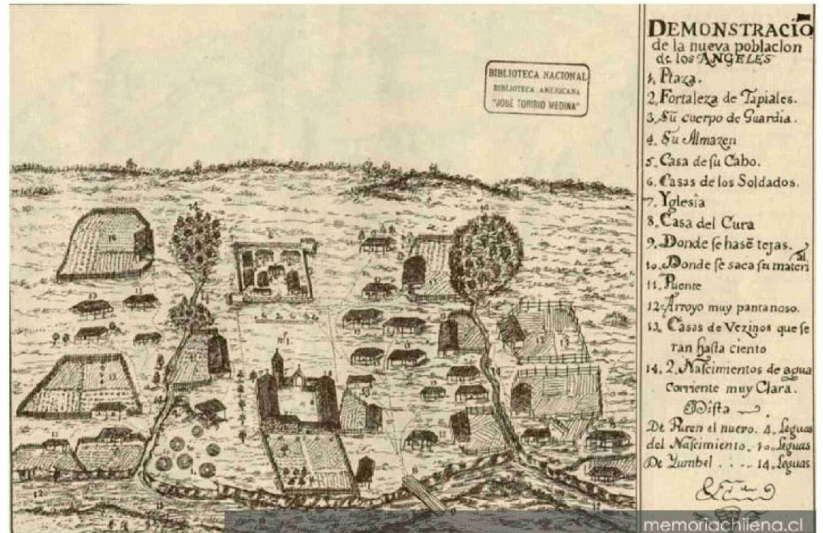 DEMONSTRACIO
de la nueva poblacion
de los ANGELES
1, Plaza.
2, Fortaleza de Tapiales.
3, Su cuerpo de Guardia.
4. Su Almazen
5. Casa de su Cabo.
6. Casas de los Soldados.
7. Yglesia
8. Casa del Cura
9. Donde se hase tejas.
10. Donde se saca su materi
al
11. Puente
12. Arroyo muy pantanoso.
13. Casas de Vezinos que se
ran hasta ciento
14. 2. Nascimientos de agua
corriente muy Clara.
Dista
De Puren el nuevo. 4. leguas
del Nascimiento. 10. leguas
De Yumbel . . . . 14. leguas
BIBLIOTECA NACIONAL
BIBLIOTECA AMERICANA
"JOSÉ TORIBIO MEDINA"
memoriachilena.cl